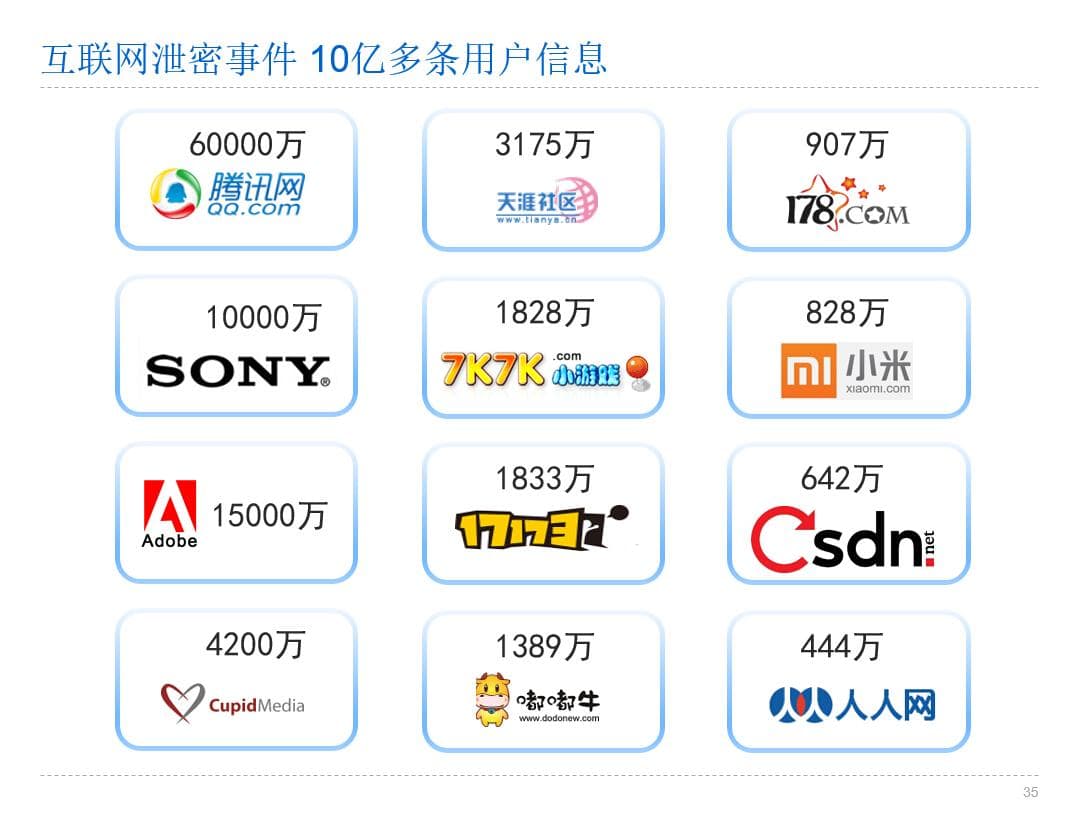 互联网泄密事件 10亿多条用户信息
60000万
腾讯网
QQ.com
3175万
天涯社区
www.tianya.cn
907万
178.COM
10000万
SONY®
1828万
7K7K.com
小游戏
828万
mi
小米
xiaomi.com
Adobe
15000万
1833万
17173
642万
Csdn.net
4200万
CupidMedia
1389万
嘟嘟牛
www.dodonew.com
444万
人人网
35